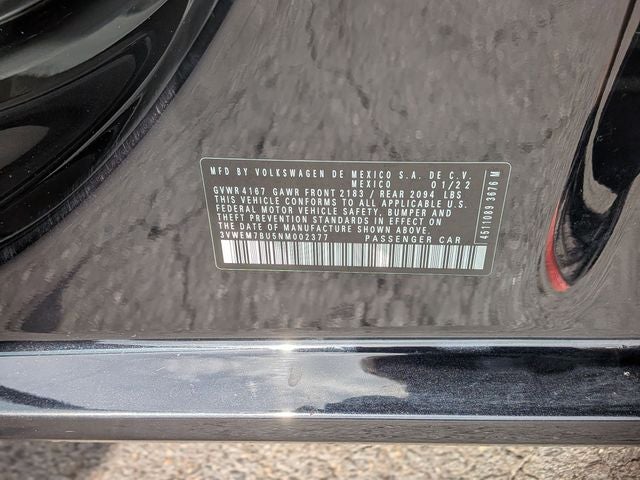 MFD BY VOLKSWAGEN DE MEXICO S.A. DE C.V.
MEXICO 01/22
GVWR 4167 GAWR FRONT 2183 / REAR 2094 LBS
THIS VEHICLE CONFORMS TO ALL APPLICABLE U.S.
FEDERAL MOTOR VEHICLE SAFETY, BUMPER AND
THEFT PREVENTION STANDARDS IN EFFECT ON
THE DATE OF MANUFACTURE SHOWN ABOVE.
3VWEM7BU5NM002377 PASSENGER CAR
4511089 3676 M